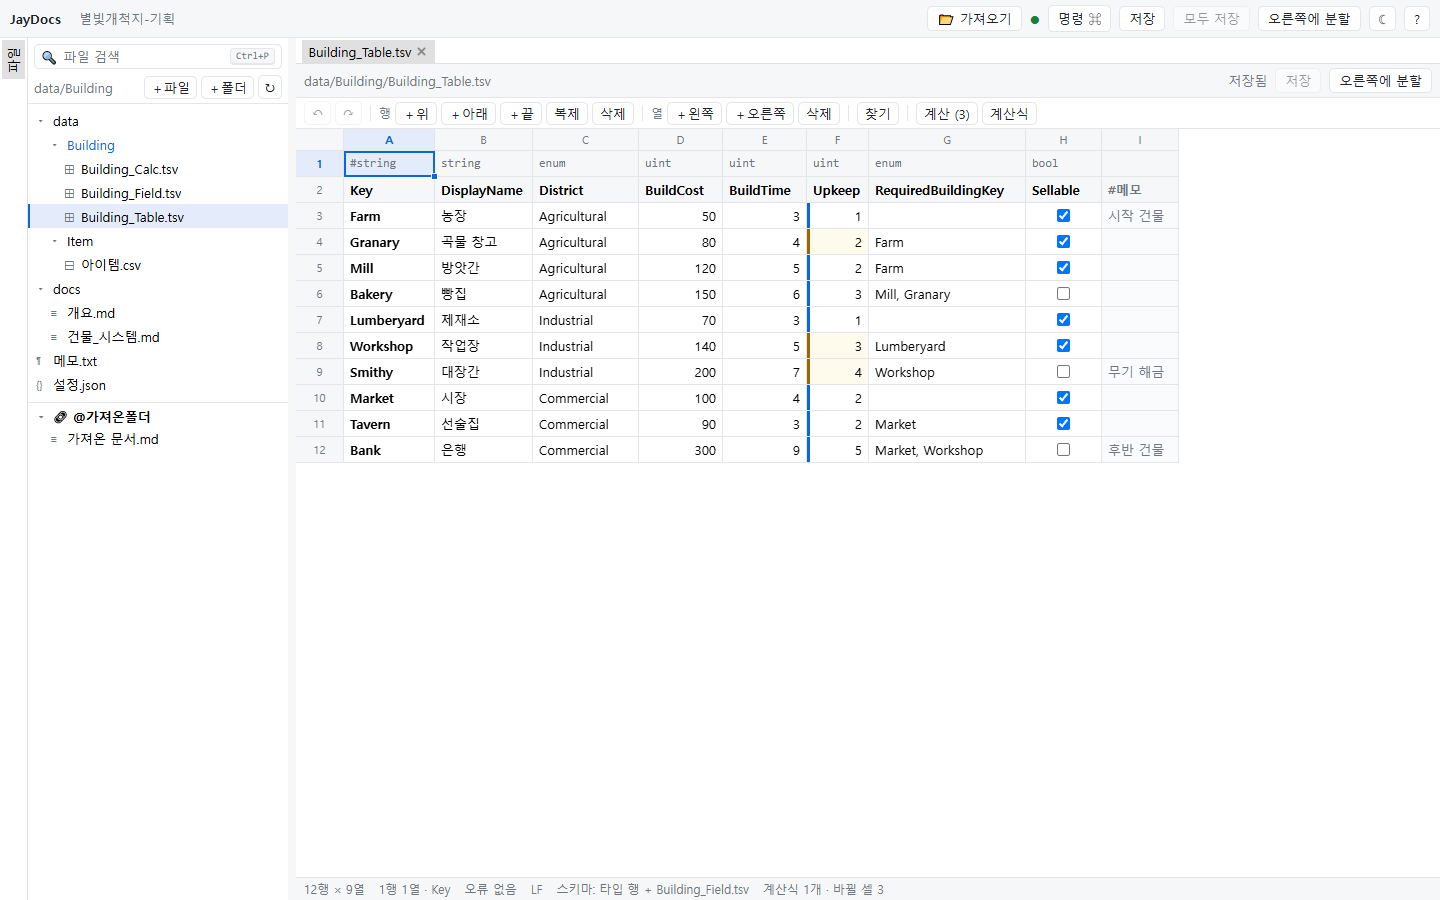 JayDocs 별빛개척지-기획 가져오기 명령 ⌘ 저장 모두 저장 오른쪽에 분할 ☾ ?
파일
파일 검색 Ctrl+P
data/Building +파일 +폴더 ↻
data
Building
Building_Calc.tsv
Building_Field.tsv
Building_Table.tsv
Item
아이템.csv
docs
개요.md
건물_시스템.md
메모.txt
설정.json
@가져온폴더
가져온 문서.md
Building_Table.tsv ✕
data/Building/Building_Table.tsv 저장됨 저장 오른쪽에 분할
↶ ↷ 행 +위 +아래 +끝 복제 삭제 열 +왼쪽 +오른쪽 삭제 찾기 계산 (3) 계산식
A B C D E F G H I
1 #string string enum uint uint uint enum bool
2 Key DisplayName District BuildCost BuildTime Upkeep RequiredBuildingKey Sellable #메모
3 Farm 농장 Agricultural 50 3 1 시작 건물
4 Granary 곡물 창고 Agricultural 80 4 2 Farm
5 Mill 방앗간 Agricultural 120 5 2 Farm
6 Bakery 빵집 Agricultural 150 6 3 Mill, Granary
7 Lumberyard 제재소 Industrial 70 3 1
8 Workshop 작업장 Industrial 140 5 3 Lumberyard
9 Smithy 대장간 Industrial 200 7 4 Workshop 무기 해금
10 Market 시장 Commercial 100 4 2
11 Tavern 선술집 Commercial 90 3 2 Market
12 Bank 은행 Commercial 300 9 5 Market, Workshop 후반 건물
12행 × 9열 1행 1열 · Key 오류 없음 LF 스키마: 타입 행 + Building_Field.tsv 계산식 1개 · 바뀔 셀 3